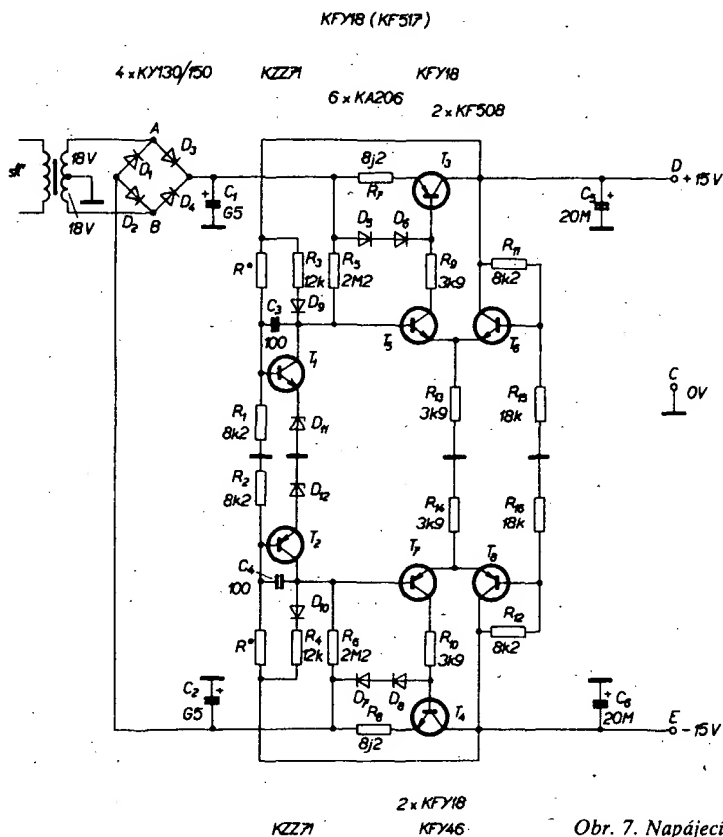 KFY18 (KF517)
4 x KY130/150
KZZ71
KFY18
6 x KA206
2 x KF508
18V
18V
A
B
D1
D3
D2
D4
+
C1
G5
8j2
R7
T3
D
+15V
C5
+
20M
D5
D6
R11
8k2
R*
R3
12k
R5
2M2
R9
3k9
D9
C3
100
T5
T6
T1
R13
3k9
R15
18k
C
0V
R1
8k2
D11
R2
8k2
D12
R14
3k9
R16
18k
T2
T7
T8
C4
100
D10
R12
8k2
R*
R4
12k
R6
2M2
R10
3k9
C2
+
G5
D7
D8
T4
C6
+
20M
R8
8j2
E
-15V
2 x KFY18
KZZ71
KFY46
Obr. 7. Napájecí